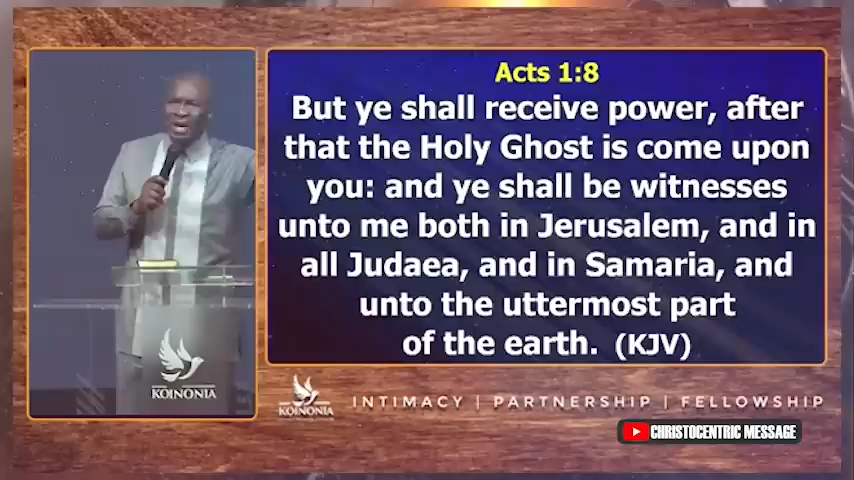 Acts 1:8
But ye shall receive power, after
that the Holy Ghost is come upon
you: and ye shall be witnesses
unto me both in Jerusalem, and in
all Judaea, and in Samaria, and
unto the uttermost part
of the earth. (KJV)
KOINONIA
KOINONIA
INTIMACY | PARTNERSHIP | FELLOWSHIP
CHRISTOCENTRIC MESSAGE